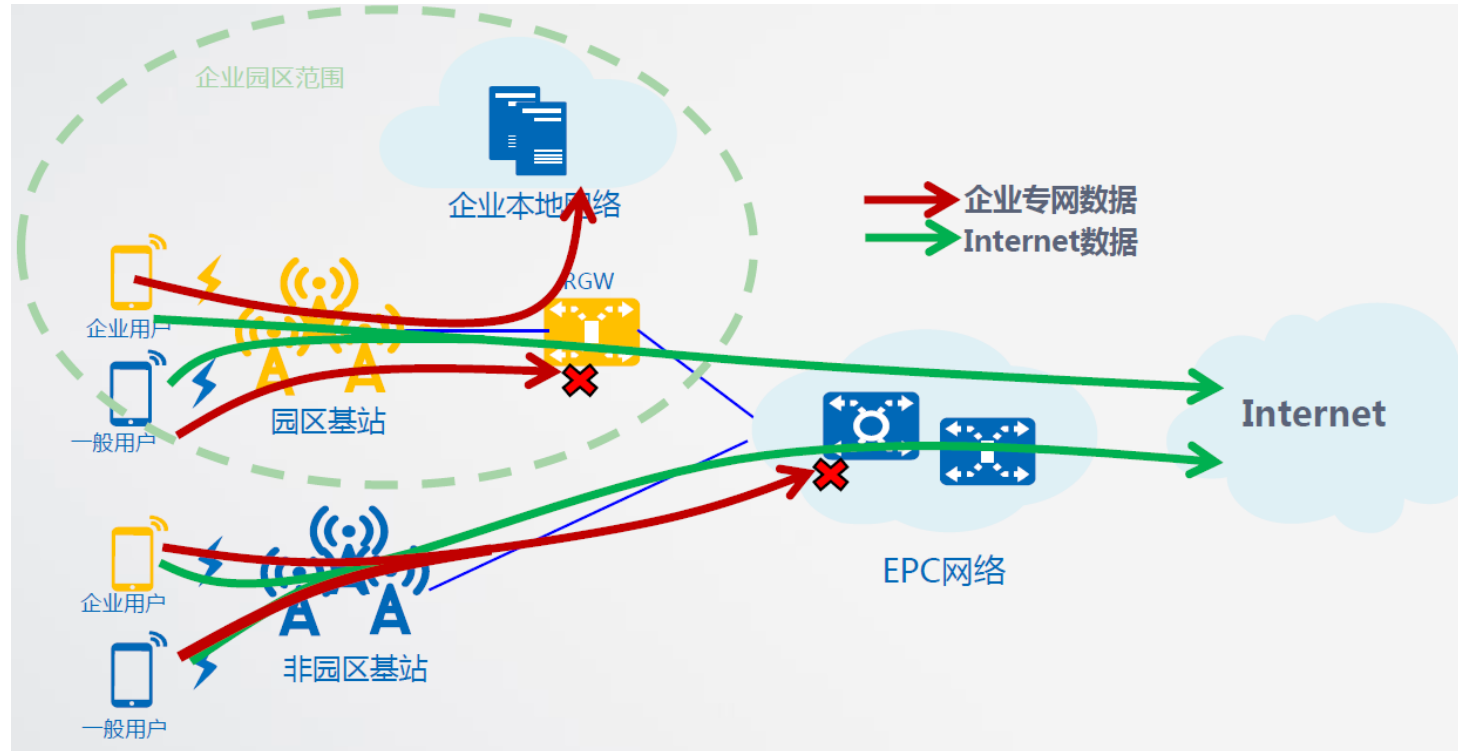 企业园区范围
企业本地网络
企业专网数据
Internet数据
RGW
企业用户
一般用户
园区基站
Internet
EPC网络
企业用户
非园区基站
一般用户